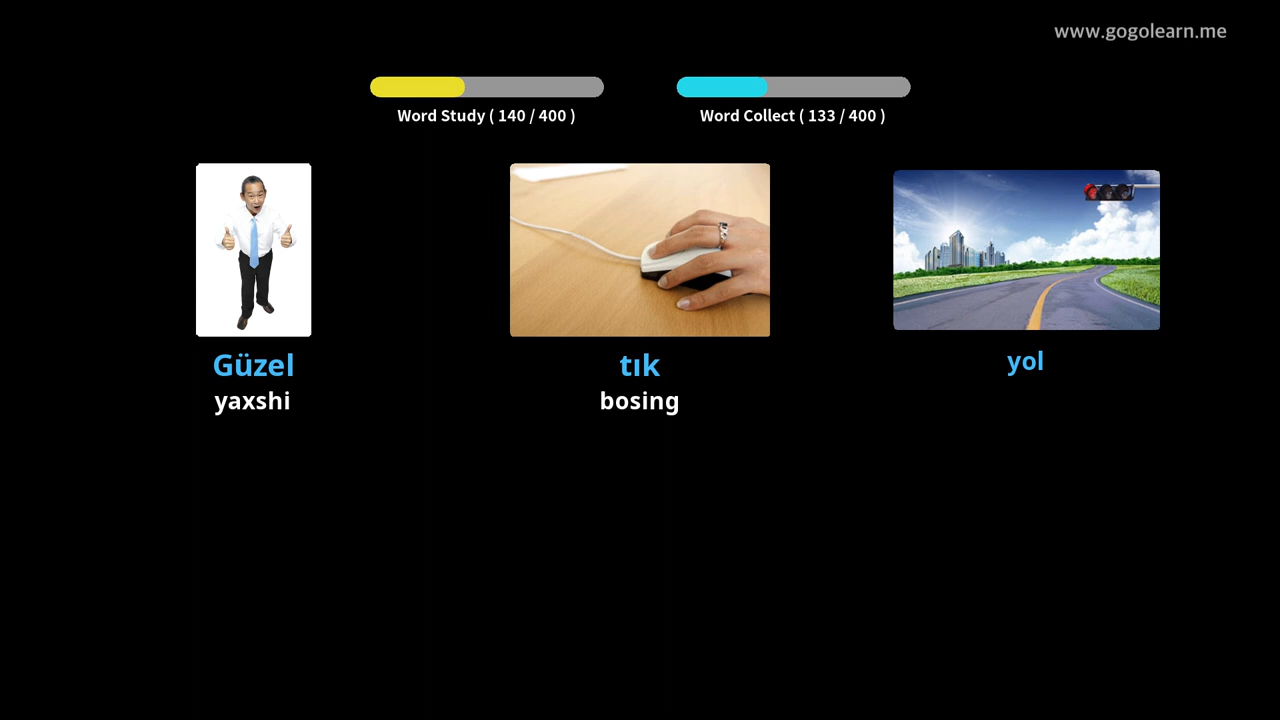 www.gogolearn.me
Word Study ( 140 / 400 )
Word Collect ( 133 / 400 )
Güzel
yaxshi
tık
bosing
yol